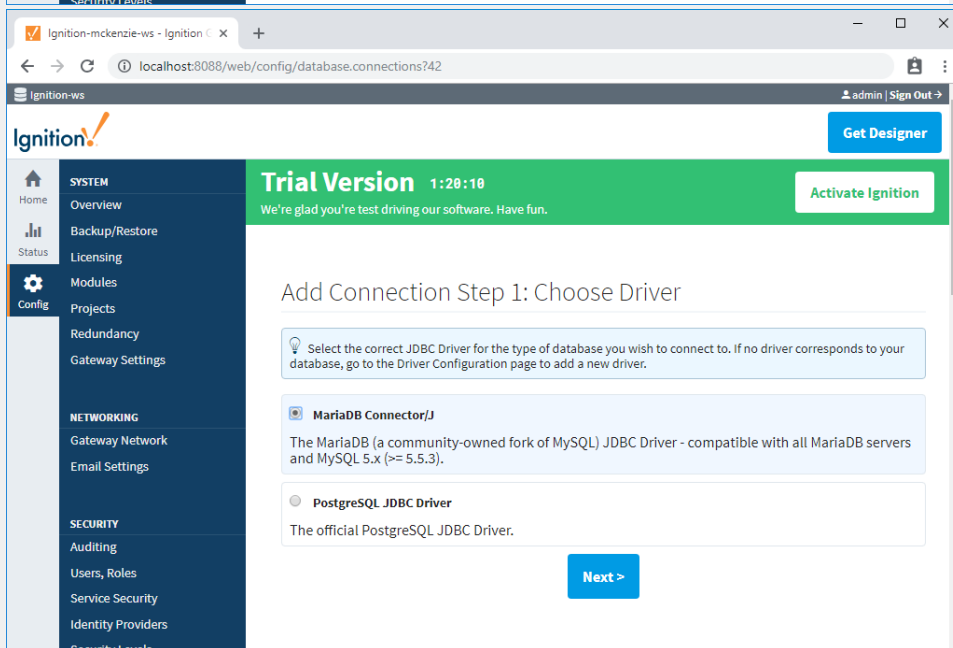 Security Levels
Ignition-mckenzie-ws - Ignition
localhost:8088/web/config/database.connections?42
Ignition-ws
admin | Sign Out
Ignition!
Get Designer
Home
Status
Config
SYSTEM
Overview
Backup/Restore
Licensing
Modules
Projects
Redundancy
Gateway Settings
NETWORKING
Gateway Network
Email Settings
SECURITY
Auditing
Users, Roles
Service Security
Identity Providers
Security Levels
Trial Version 1:20:10
We're glad you're test driving our software. Have fun.
Activate Ignition
Add Connection Step 1: Choose Driver
Select the correct JDBC Driver for the type of database you wish to connect to. If no driver corresponds to your
database, go to the Driver Configuration page to add a new driver.
MariaDB Connector/J
The MariaDB (a community-owned fork of MySQL) JDBC Driver - compatible with all MariaDB servers
and MySQL 5.x (>= 5.5.3).
PostgreSQL JDBC Driver
The official PostgreSQL JDBC Driver.
Next >